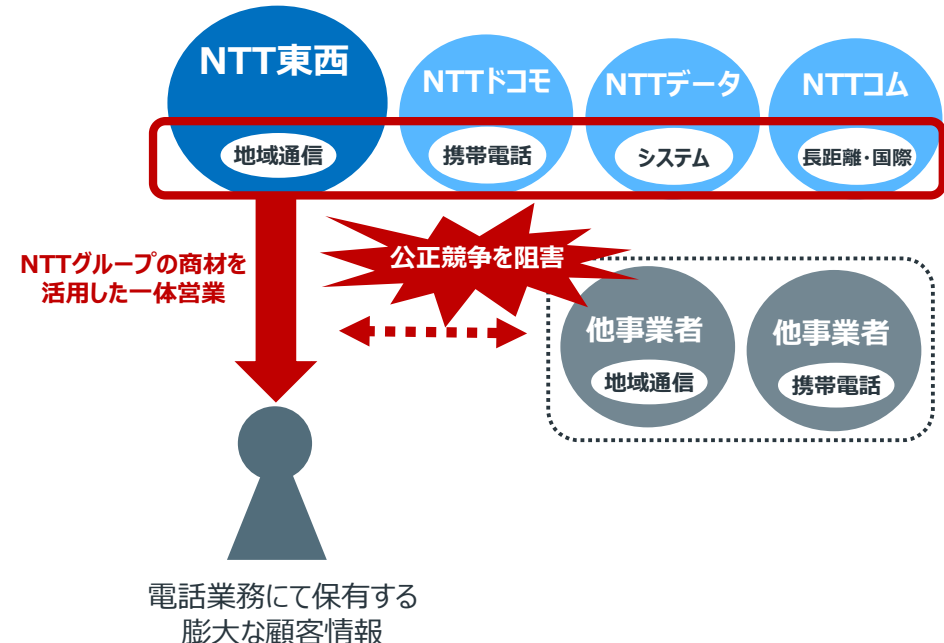 NTT東西
NTTドコモ
NTTデータ
NTTコム
地域通信
携帯電話
システム
長距離・国際
NTTグループの商材を
活用した一体営業
公正競争を阻害
他事業者
他事業者
地域通信
携帯電話
電話業務にて保有する
膨大な顧客情報